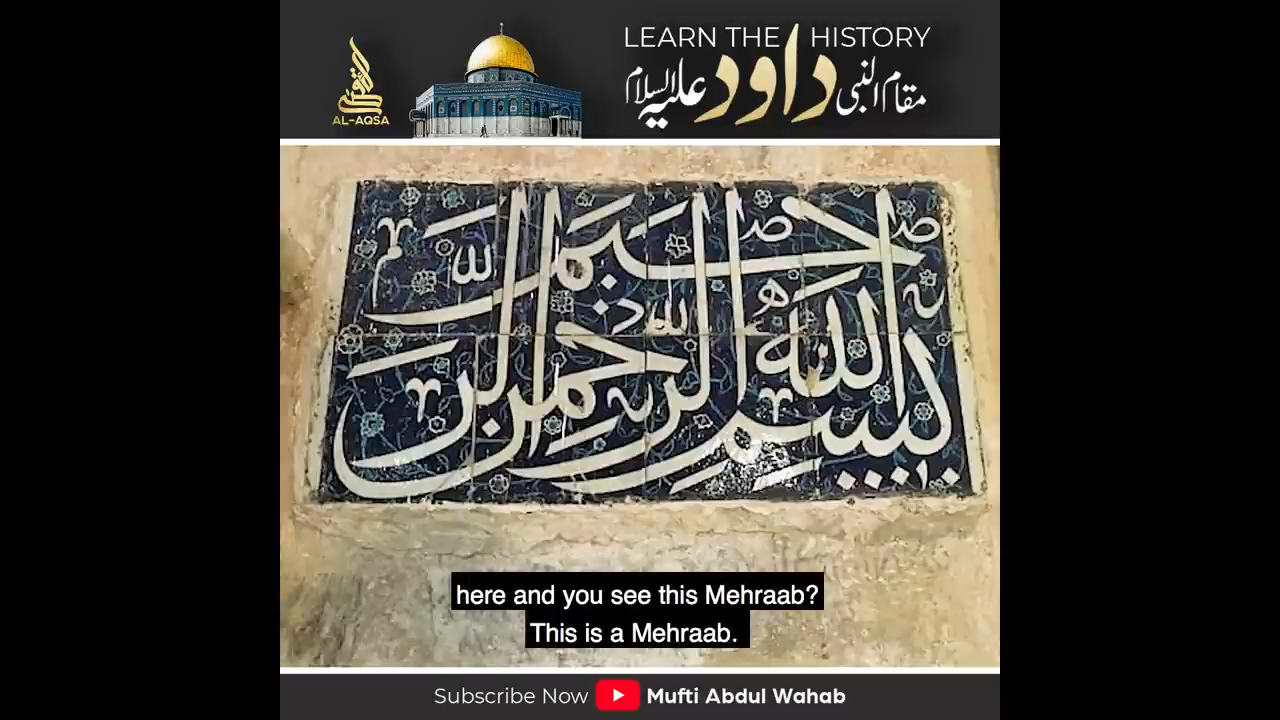 LEARN THE HISTORY
مقام النبی داود علیہ السلام
AL-AQSA
بسم الله الرحمن الرحيم
here and you see this Mehraab?
This is a Mehraab.
Subscribe Now Mufti Abdul Wahab